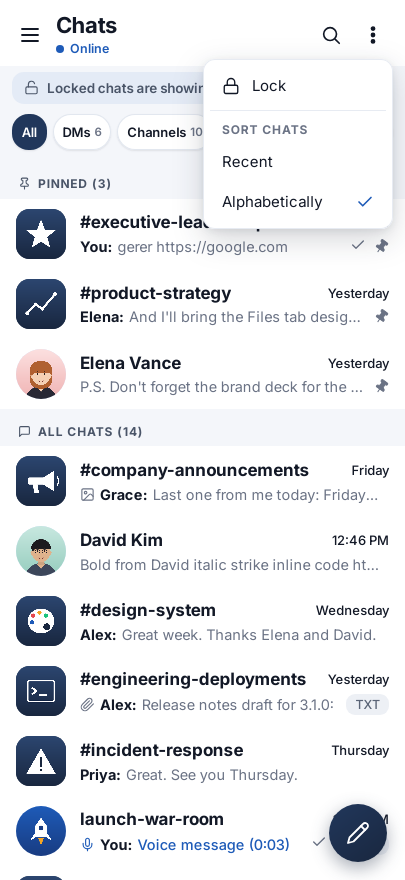 Chats
Online
Locked chats are
Lock
All
DMs 6
Channels 10
SORT CHATS
Recent
Alphabetically
PINNED (3)
You: gerer https://google.com
#product-strategy
Yesterday
Elena: And I'll bring the Files tab desig...
Elena Vance
Yesterday
P.S. Don't forget the brand deck for the ...
ALL CHATS (14)
#company-announcements
Friday
Grace: Last one from me today: Friday...
David Kim
12:46 PM
Bold from David italic strike inline code ht...
#design-system
Wednesday
Alex: Great week. Thanks Elena and David.
#engineering-deployments
Yesterday
Alex: Release notes draft for 3.1.0:
TXT
#incident-response
Thursday
Priya: Great. See you Thursday.
launch-war-room
You: Voice message (0:03)